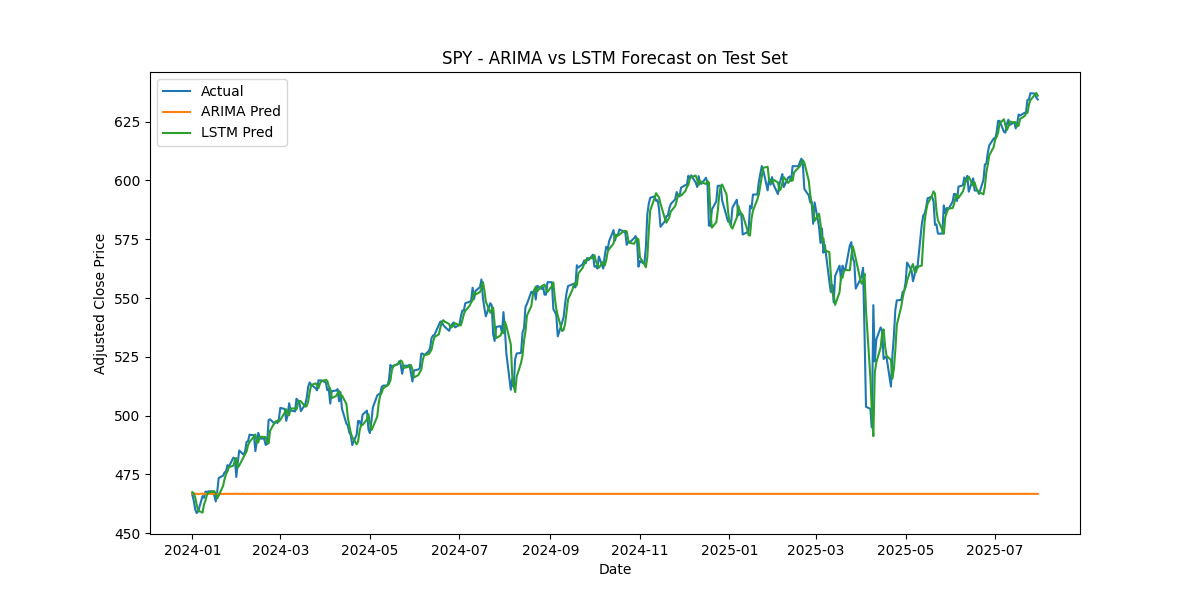 SPY - ARIMA vs LSTM Forecast on Test Set
Actual
ARIMA Pred
LSTM Pred
Adjusted Close Price
625
600
575
550
525
500
475
450
2024-01 2024-03 2024-05 2024-07 2024-09 2024-11 2025-01 2025-03 2025-05 2025-07
Date